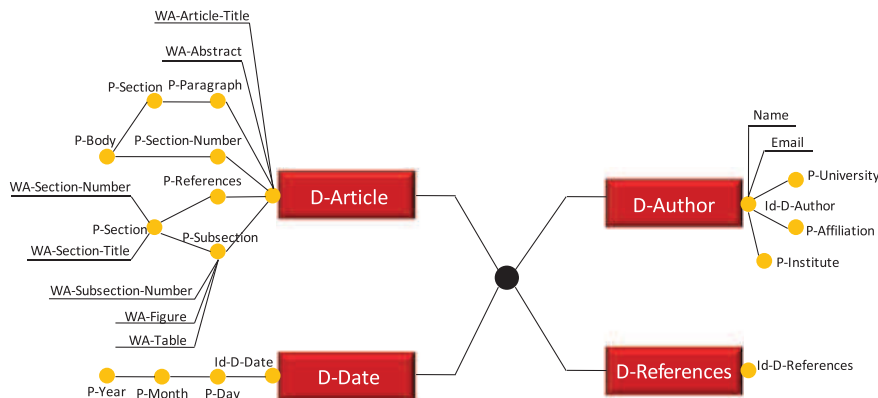 WA-Article-Title
WA-Abstract
P-Section
P-Paragraph
P-Body
P-Section-Number
P-References
WA-Section-Number
P-Section
P-Subsection
WA-Section-Title
WA-Subsection-Number
WA-Figure
WA-Table
D-Article
Id-D-Date
P-Year
P-Month
P-Day
D-Date
Name
Email
P-University
D-Author
Id-D-Author
P-Affiliation
P-Institute
D-References
Id-D-References